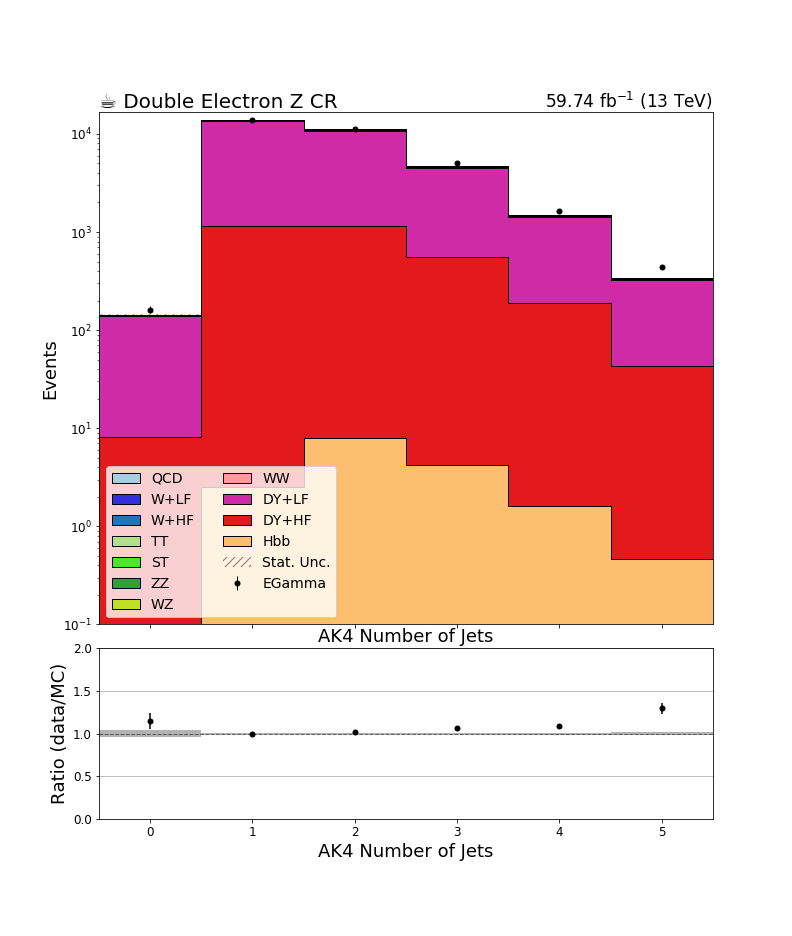 ☕ Double Electron Z CR 59.74 fb⁻¹ (13 TeV)
10⁴
10³
10²
10¹
10⁰
10⁻¹
Events
QCD WW
W+LF DY+LF
W+HF DY+HF
TT Hbb
ST Stat. Unc.
ZZ EGamma
WZ
AK4 Number of Jets
2.0
1.5
1.0
0.5
0.0
Ratio (data/MC)
0 1 2 3 4 5
AK4 Number of Jets